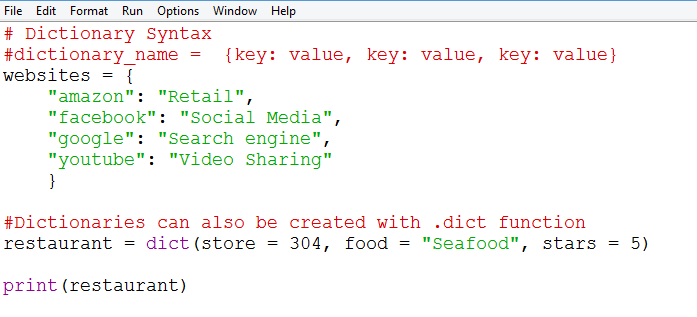 File Edit Format Run Options Window Help
# Dictionary Syntax
#dictionary_name =  {key: value, key: value, key: value}
websites = {
    "amazon": "Retail",
    "facebook": "Social Media",
    "google": "Search engine",
    "youtube": "Video Sharing"
    }
#Dictionaries can also be created with .dict function
restaurant = dict(store = 304, food = "Seafood", stars = 5)
print(restaurant)